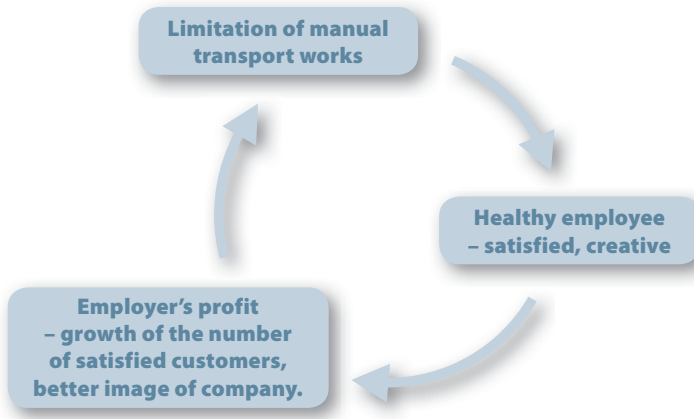 Limitation of manual
transport works
Healthy employee
– satisfied, creative
Employer’s profit
– growth of the number
of satisfied customers,
better image of company.